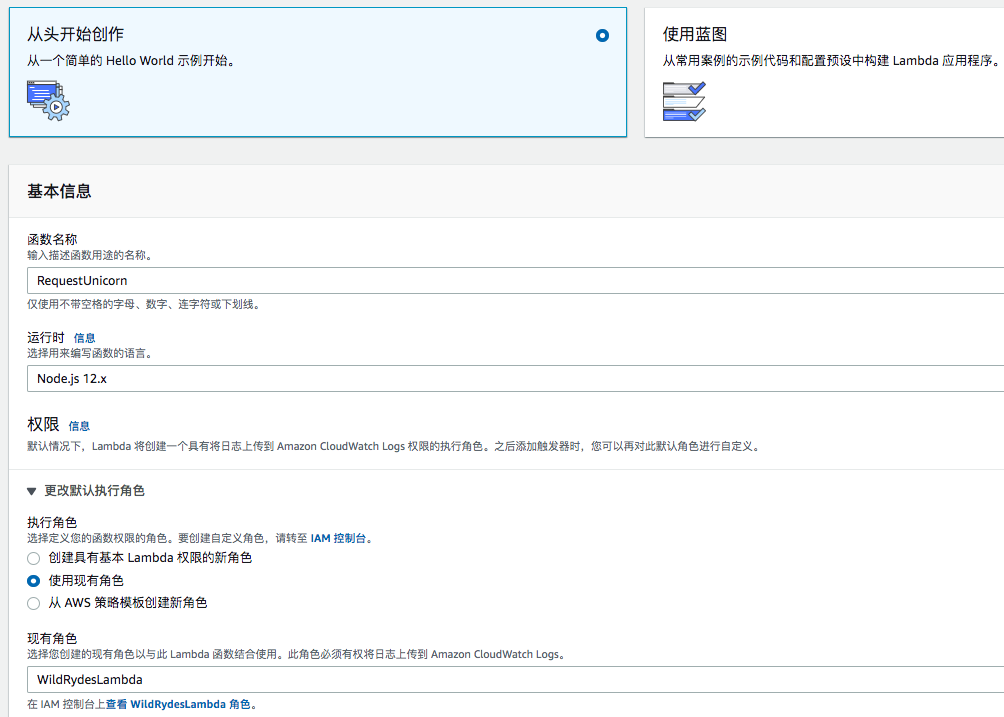 从头开始创作
从一个简单的 Hello World 示例开始。
使用蓝图
从常用案例的示例代码和配置预设中构建 Lambda 应用程序。
基本信息
函数名称
输入描述函数用途的名称。
RequestUnicorn
仅使用不带空格的字母、数字、连字符或下划线。
运行时 信息
选择用来编写函数的语言。
Node.js 12.x
权限 信息
默认情况下，Lambda 将创建一个具有将日志上传到 Amazon CloudWatch Logs 权限的执行角色。之后添加触发器时，您可以再对此默认角色进行自定义。
更改默认执行角色
执行角色
选择定义您的函数权限的角色。要创建自定义角色，请转至 IAM 控制台。
创建具有基本 Lambda 权限的新角色
使用现有角色
从 AWS 策略模板创建新角色
现有角色
选择您创建的现有角色以与此 Lambda 函数结合使用。此角色必须有权将日志上传到 Amazon CloudWatch Logs。
WildRydesLambda
在 IAM 控制台上查看 WildRydesLambda 角色。